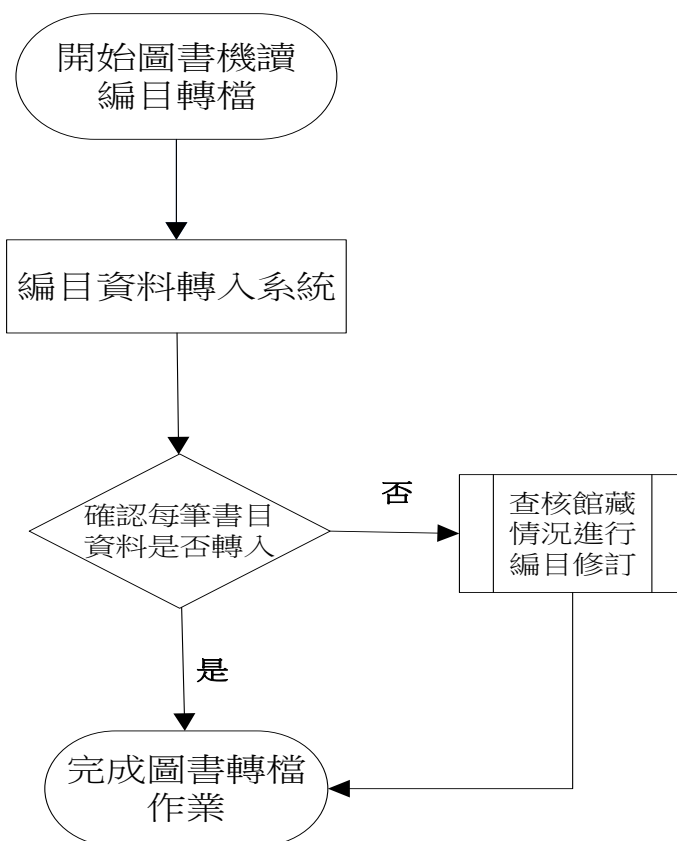 開始圖書機讀
編目轉檔
編目資料轉入系統
確認每筆書目
資料是否轉入
否
查核館藏
情況進行
編目修訂
是
完成圖書轉檔
作業